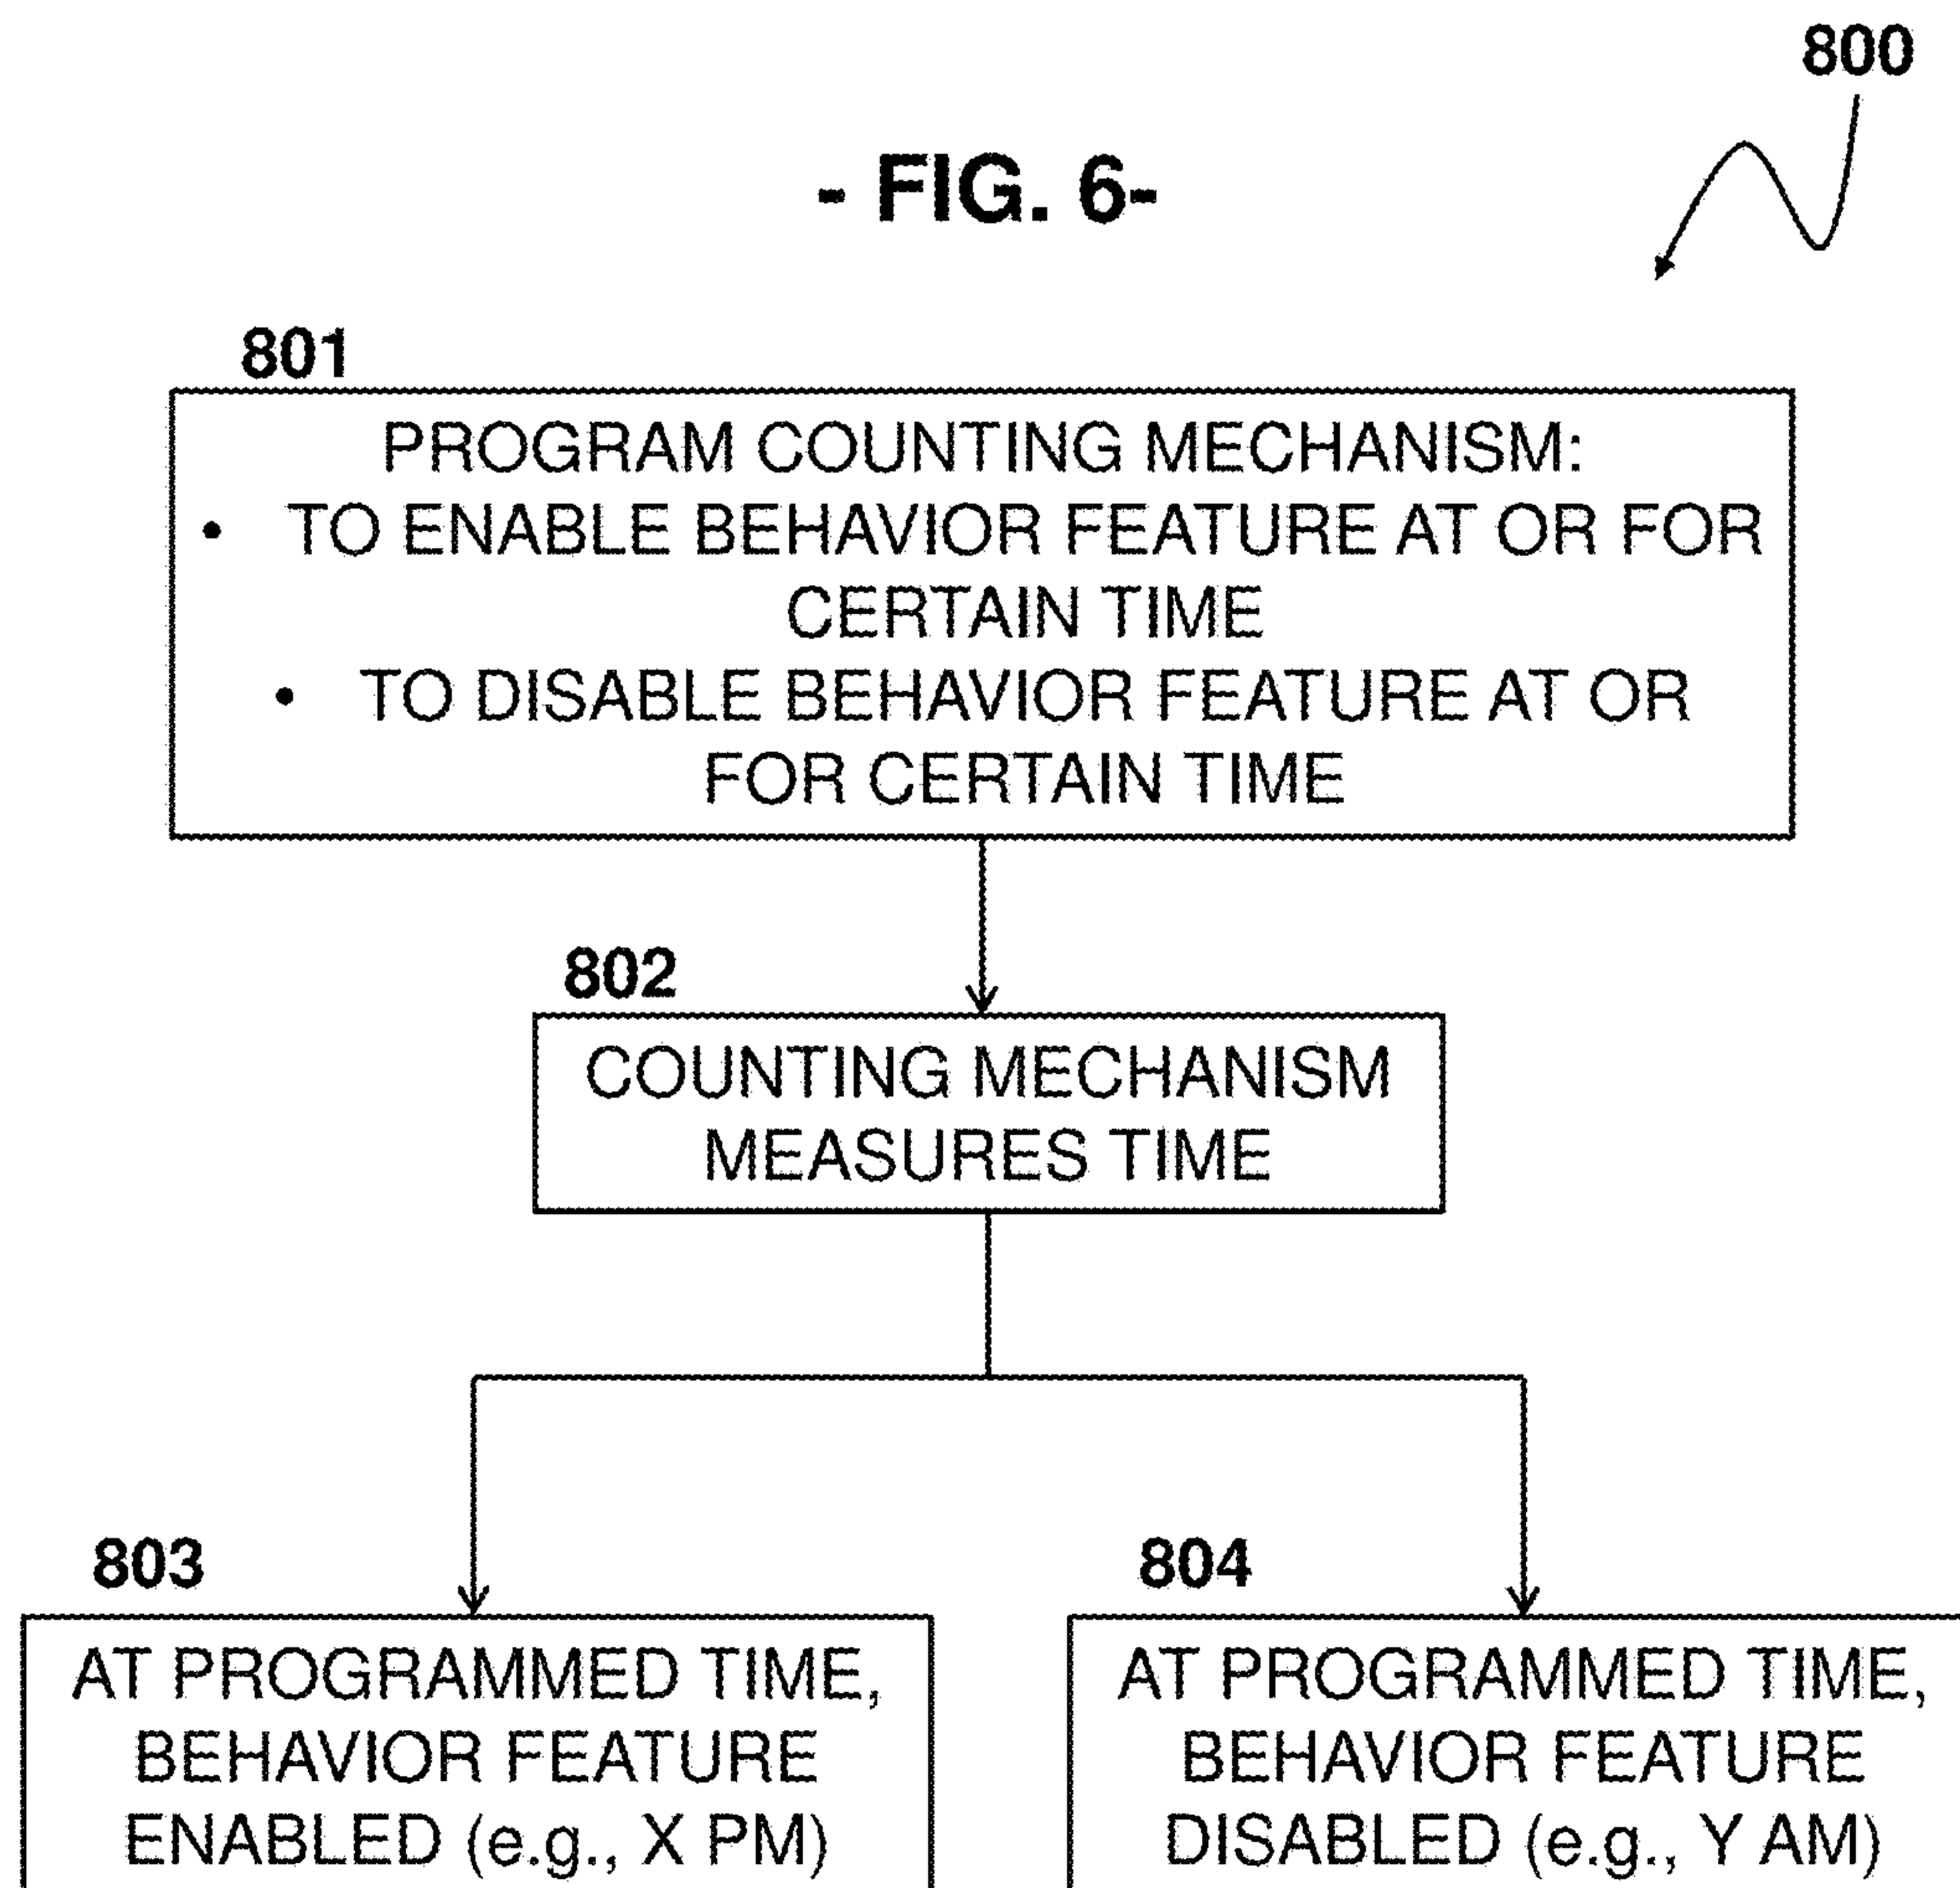 800
- FIG. 6-
801
PROGRAM COUNTING MECHANISM:
• TO ENABLE BEHAVIOR FEATURE AT OR FOR
CERTAIN TIME
• TO DISABLE BEHAVIOR FEATURE AT OR
FOR CERTAIN TIME
802
COUNTING MECHANISM
MEASURES TIME
803
AT PROGRAMMED TIME,
BEHAVIOR FEATURE
ENABLED (e.g., X PM)
804
AT PROGRAMMED TIME,
BEHAVIOR FEATURE
DISABLED (e.g., Y AM)